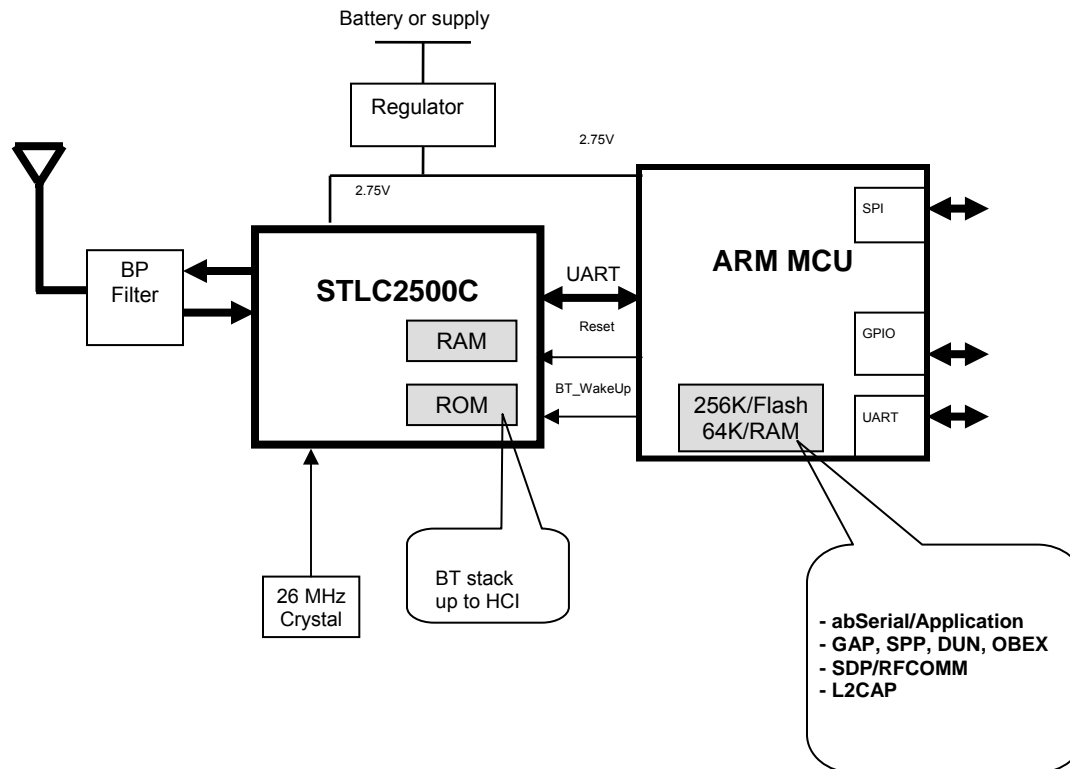 Battery or supply
Regulator
2.75V
2.75V
BP
Filter
STLC2500C
RAM
ROM
UART
Reset
BT_WakeUp
ARM MCU
SPI
GPIO
UART
256K/Flash
64K/RAM
26 MHz
Crystal
BT stack
up to HCI
- abSerial/Application
- GAP, SPP, DUN, OBEX
- SDP/RFCOMM
- L2CAP